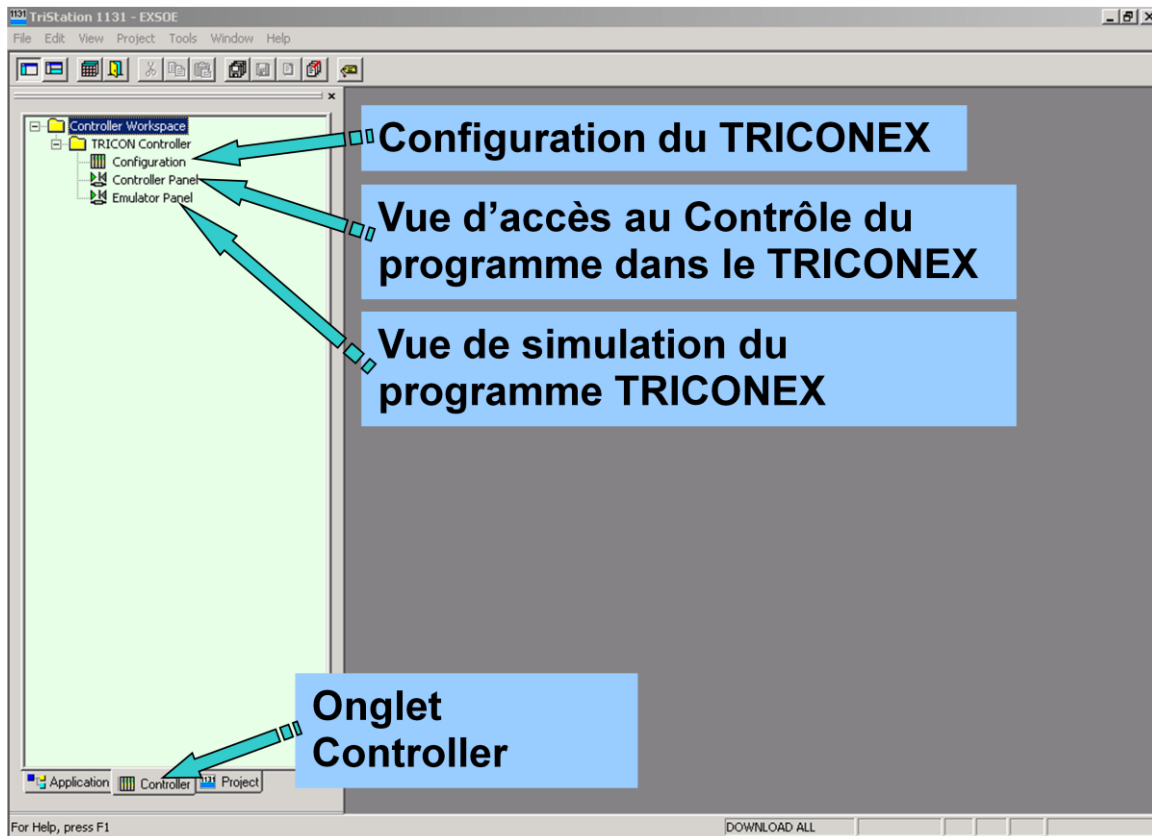 1131 TriStation 1131 - EXSOE
File Edit View Project Tools Window Help
Controller Workspace
TRICON Controller
Configuration
Controller Panel
Emulator Panel
Configuration du TRICONEX
Vue d’accès au Contrôle du
programme dans le TRICONEX
Vue de simulation du
programme TRICONEX
Onglet
Controller
Application Controller 1131 Project
For Help, press F1 DOWNLOAD ALL